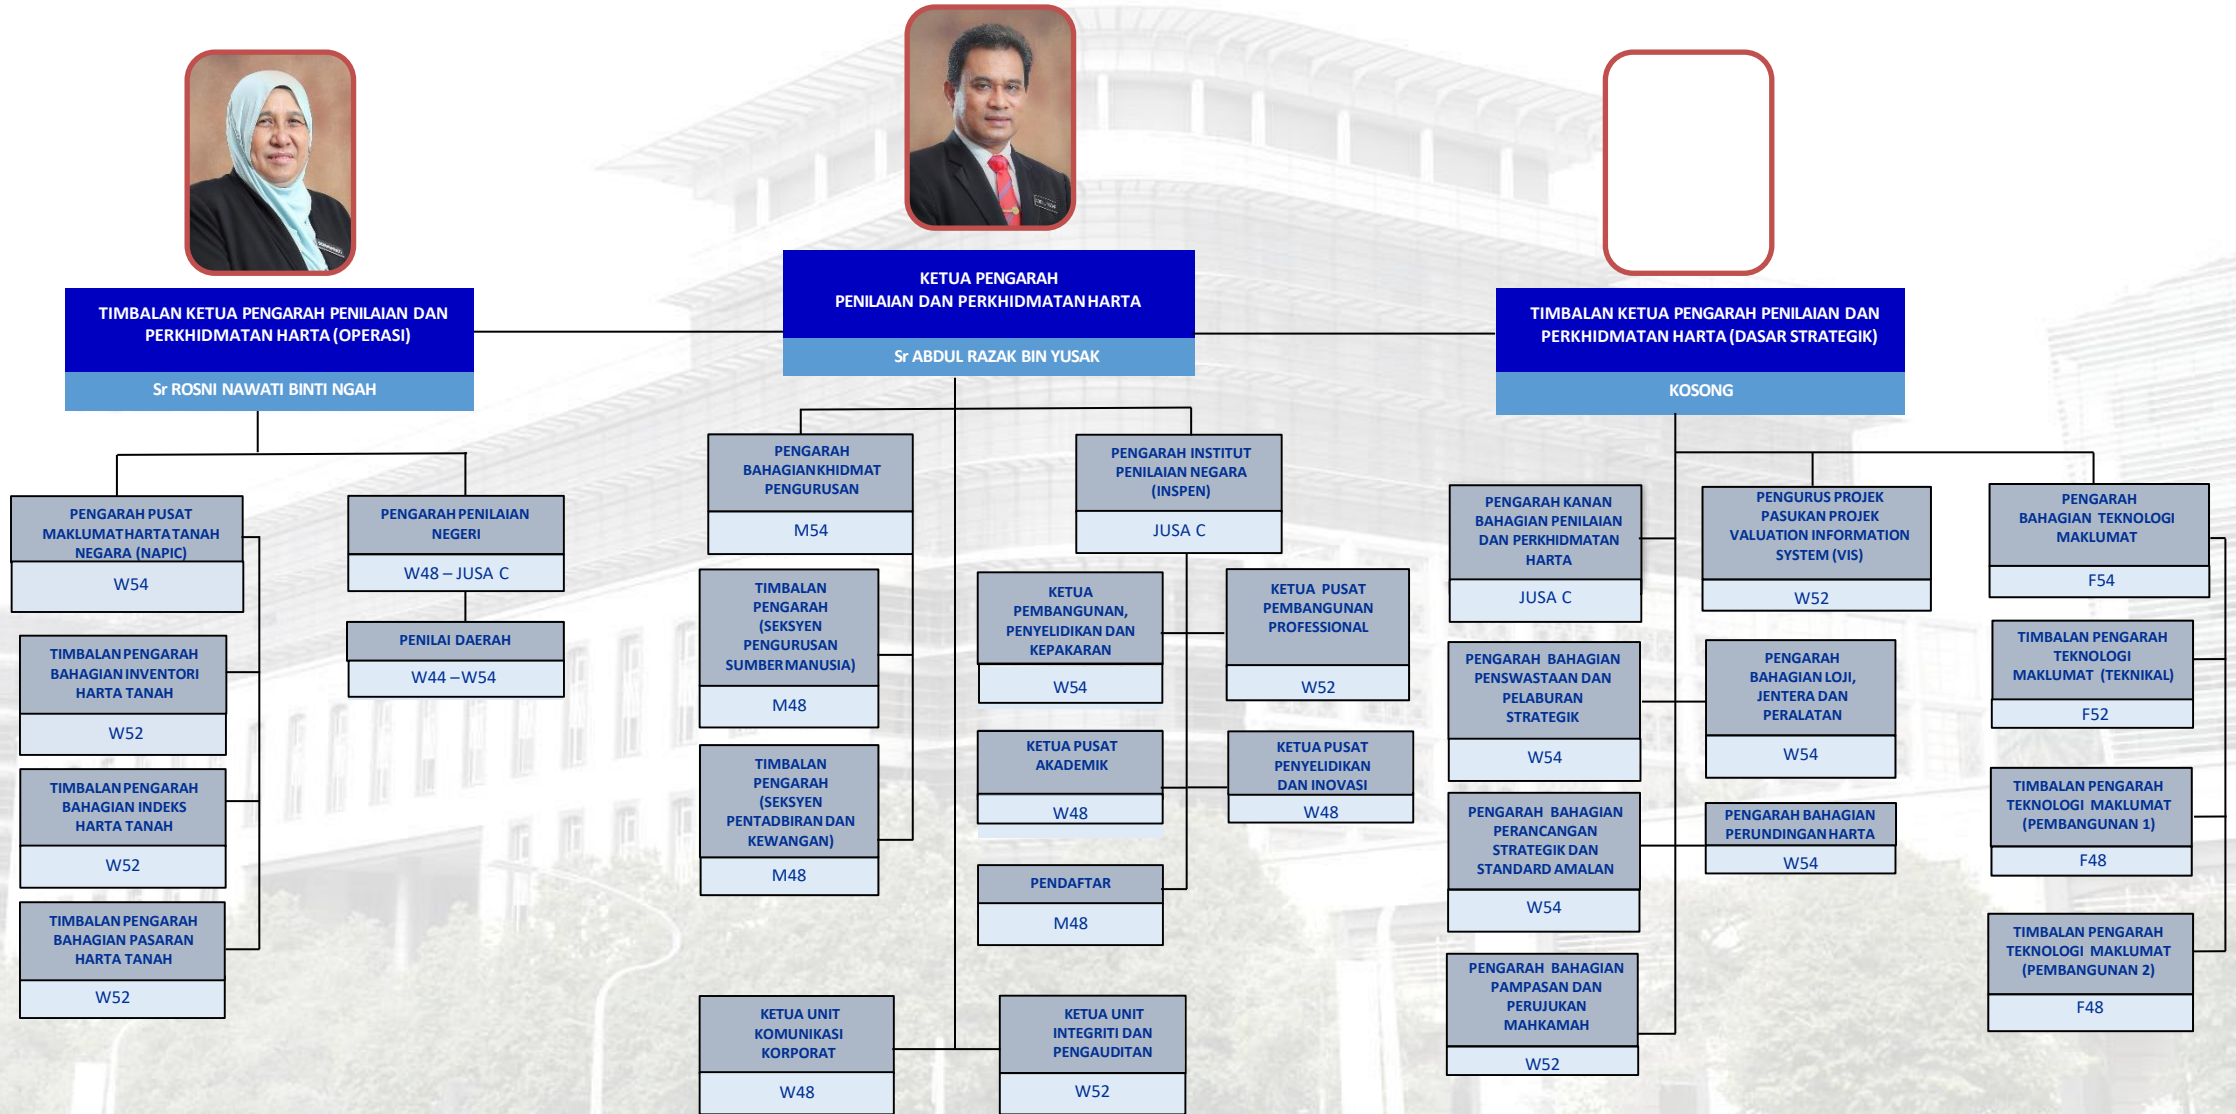 KETUA PENGARAH
PENILAIAN DAN PERKHIDMATAN HARTA
Sr ABDUL RAZAK BIN YUSAK
TIMBALAN KETUA PENGARAH PENILAIAN DAN
PERKHIDMATAN HARTA (OPERASI)
Sr ROSNI NAWATI BINTI NGAH
TIMBALAN KETUA PENGARAH PENILAIAN DAN
PERKHIDMATAN HARTA (DASAR STRATEGIK)
KOSONG
PENGARAH PUSAT
MAKLUMAT HARTA TANAH
NEGARA (NAPIC)
W54
TIMBALAN PENGARAH
BAHAGIAN INVENTORI
HARTA TANAH
W52
TIMBALAN PENGARAH
BAHAGIAN INDEKS
HARTA TANAH
W52
TIMBALAN PENGARAH
BAHAGIAN PASARAN
HARTA TANAH
W52
PENGARAH PENILAIAN
NEGERI
W48 – JUSA C
PENILAI DAERAH
W44 – W54
PENGARAH
BAHAGIAN KHIDMAT
PENGURUSAN
M54
TIMBALAN
PENGARAH
(SEKSYEN
PENGURUSAN
SUMBER MANUSIA)
M48
TIMBALAN
PENGARAH
(SEKSYEN
PENTADBIRAN DAN
KEWANGAN)
M48
PENGARAH INSTITUT
PENILAIAN NEGARA
(INSPEN)
JUSA C
KETUA
PEMBANGUNAN,
PENYELIDIKAN DAN
KEPAKARAN
W54
KETUA PUSAT
PEMBANGUNAN
PROFESSIONAL
W52
KETUA PUSAT
AKADEMIK
W48
KETUA PUSAT
PENYELIDIKAN
DAN INOVASI
W48
PENDAFTAR
M48
KETUA UNIT
KOMUNIKASI
KORPORAT
W48
KETUA UNIT
INTEGRITI DAN
PENGAUDITAN
W52
PENGARAH KANAN
BAHAGIAN PENILAIAN
DAN PERKHIDMATAN
HARTA
JUSA C
PENGURUS PROJEK
PASUKAN PROJEK
VALUATION INFORMATION
SYSTEM (VIS)
W52
PENGARAH BAHAGIAN
PENSWASTAAN DAN
PELABURAN
STRATEGIK
W54
PENGARAH
BAHAGIAN LOJI,
JENTERA DAN
PERALATAN
W54
PENGARAH BAHAGIAN
PERANCANGAN
STRATEGIK DAN
STANDARD AMALAN
W54
PENGARAH BAHAGIAN
PERUNDINGAN HARTA
W54
PENGARAH BAHAGIAN
PAMPASAN DAN
PERUJUKAN
MAHKAMAH
W52
PENGARAH
BAHAGIAN TEKNOLOGI
MAKLUMAT
F54
TIMBALAN PENGARAH
TEKNOLOGI
MAKLUMAT (TEKNIKAL)
F52
TIMBALAN PENGARAH
TEKNOLOGI MAKLUMAT
(PEMBANGUNAN 1)
F48
TIMBALAN PENGARAH
TEKNOLOGI MAKLUMAT
(PEMBANGUNAN 2)
F48